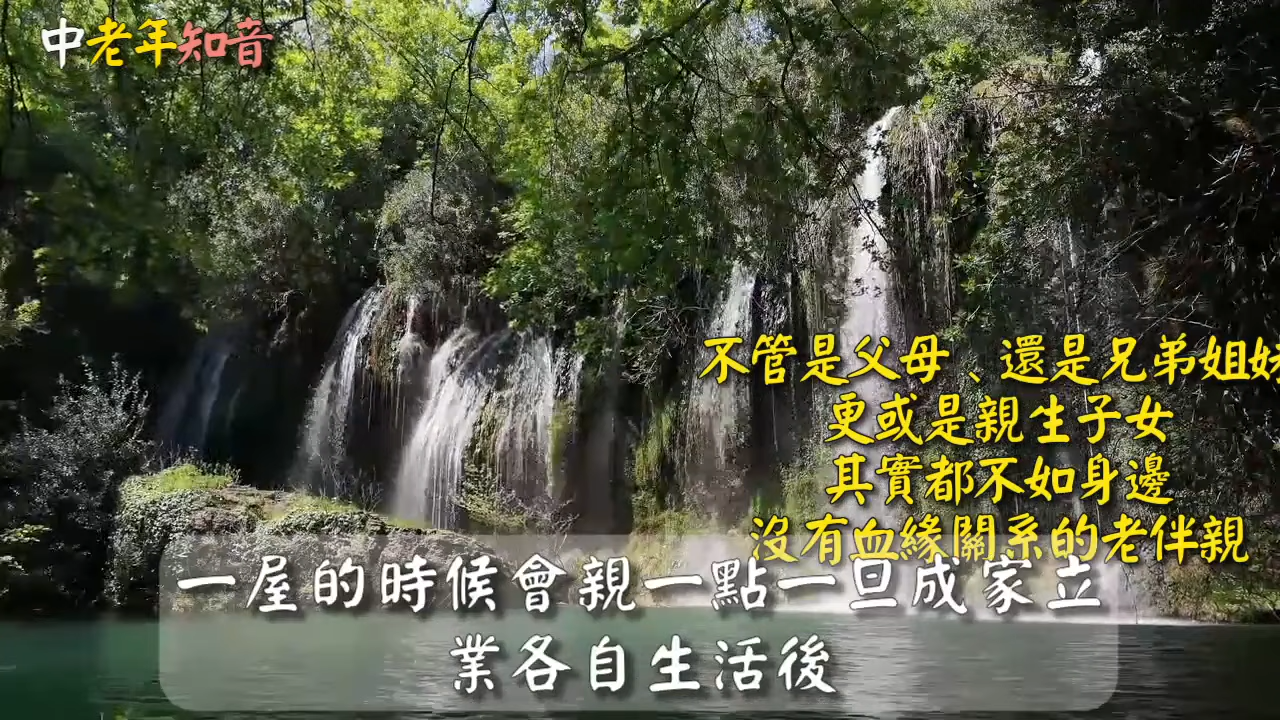 中老年知音
不管是父母、還是兄弟姐妹
更或是親生子女
其實都不如身邊
沒有血緣關系的老伴親
一屋的時候會親一點一旦成家立
業各自生活後